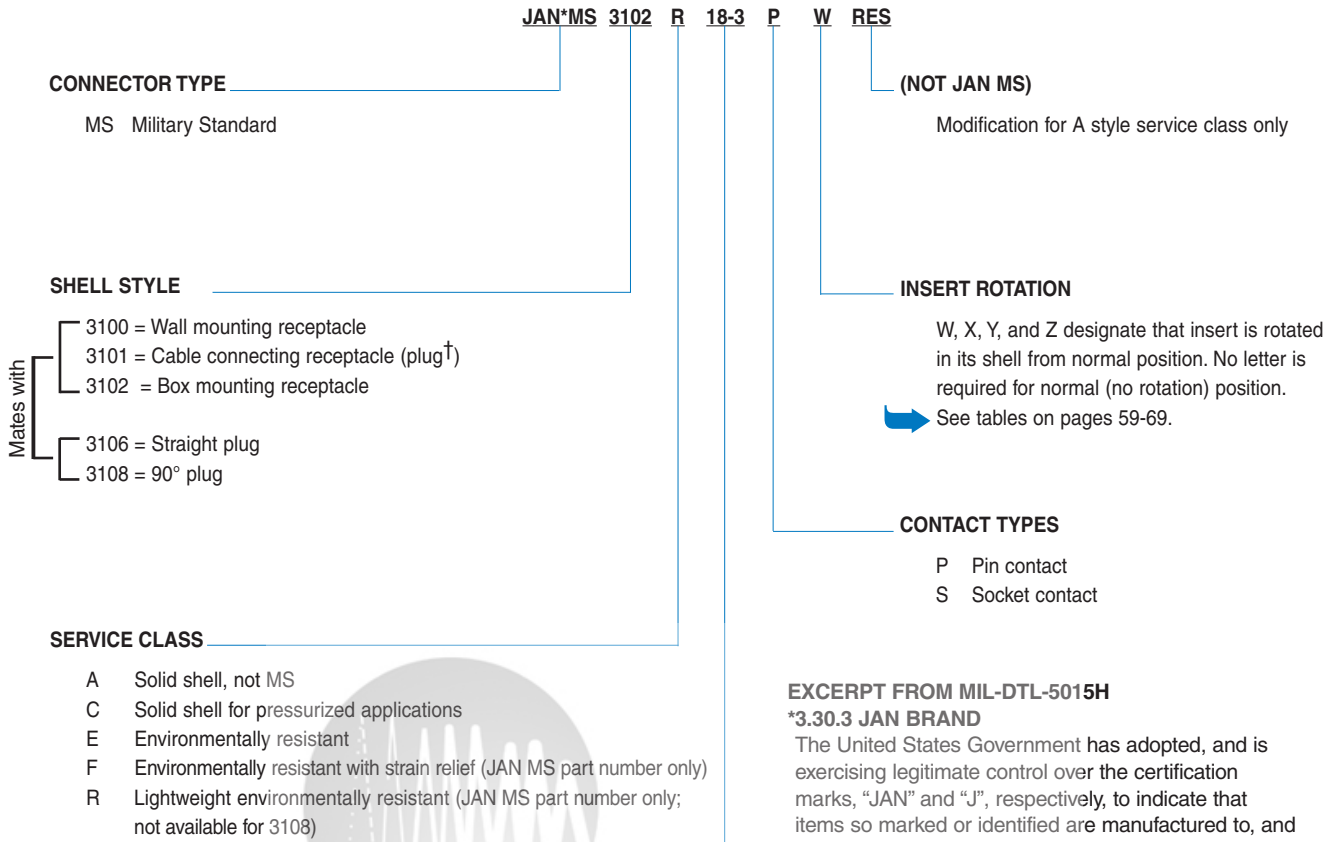 JAN*MS 3102 R 18-3 P W RES
CONNECTOR TYPE
MS Military Standard
(NOT JAN MS)
Modification for A style service class only
SHELL STYLE
Mates with
3100 = Wall mounting receptacle
3101 = Cable connecting receptacle (plug†)
3102 = Box mounting receptacle
3106 = Straight plug
3108 = 90° plug
INSERT ROTATION
W, X, Y, and Z designate that insert is rotated
in its shell from normal position. No letter is
required for normal (no rotation) position.
See tables on pages 59-69.
CONTACT TYPES
P Pin contact
S Socket contact
SERVICE CLASS
A Solid shell, not MS
C Solid shell for pressurized applications
E Environmentally resistant
F Environmentally resistant with strain relief (JAN MS part number only)
R Lightweight environmentally resistant (JAN MS part number only;
not available for 3108)
EXCERPT FROM MIL-DTL-5015H
*3.30.3 JAN BRAND
The United States Government has adopted, and is
exercising legitimate control over the certification
marks, “JAN” and “J”, respectively, to indicate that
items so marked or identified are manufactured to, and